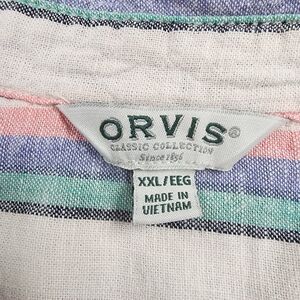 ORVIS®
CLASSIC COLLECTION
Since 1856
XXL/EEG
MADE IN
VIETNAM